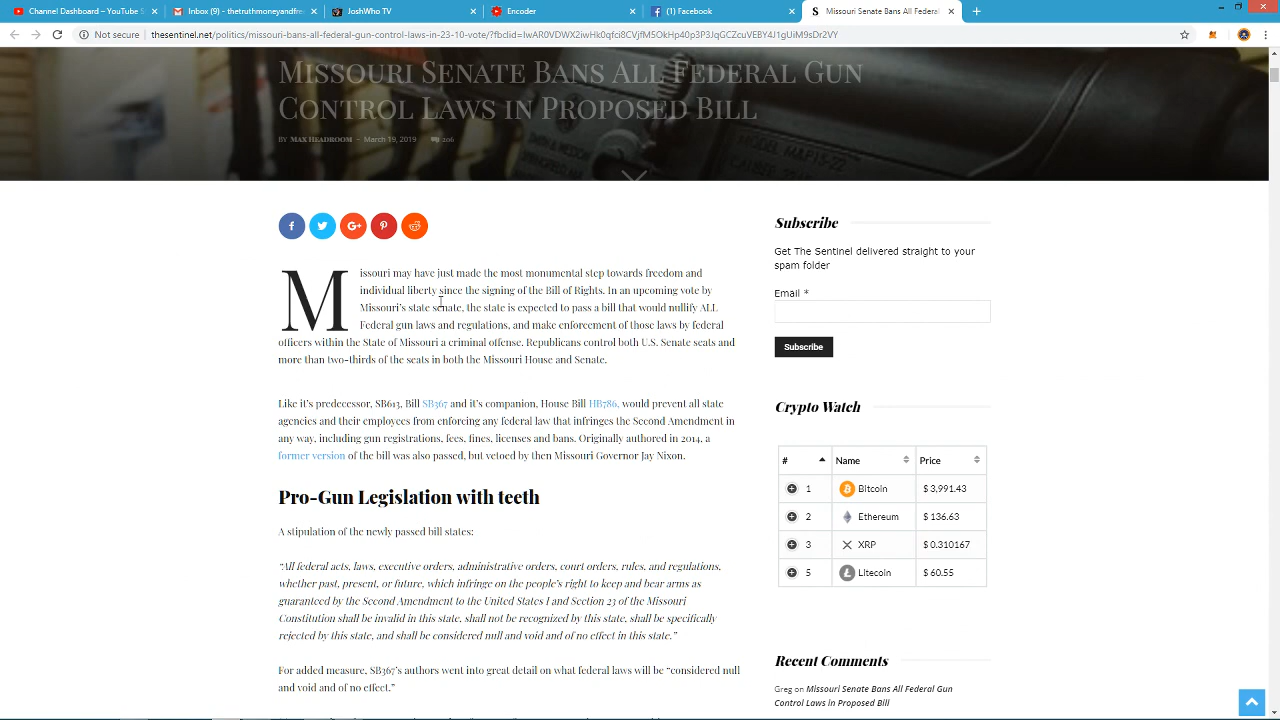 Channel Dashboard - YouTube S
Inbox (9) - thetruthmoneyandfre
JoshWho TV
Encoder
(1) Facebook
Missouri Senate Bans All Federal
Not secure
thesentinel.net/politics/missouri-bans-all-federal-gun-control-laws-in-23-10-vote/?fbclid=IwAR0VDWX2iwHk0qfci8CVjfM5OkHp40p3P3JqGCZcuVEBY4J1gUiM9sDr2VY
Missouri Senate Bans All Federal Gun
Control Laws in Proposed Bill
BY Max Headroom – March 19, 2019 106
Missouri may have just made the most monumental step towards freedom and
individual liberty since the signing of the Bill of Rights. In an upcoming vote by
Missouri's state senate, the state is expected to pass a bill that would nullify ALL
Federal gun laws and regulations, and make enforcement of those laws by federal
officers within the State of Missouri a criminal offense. Republicans control both U.S. Senate seats and
more than two-thirds of the seats in both the Missouri House and Senate.
Like it's predecessor, SB613, Bill SB367 and it's companion, House Bill HB786, would prevent all state
agencies and their employees from enforcing any federal law that infringes the Second Amendment in
any way, including gun registrations, fees, fines, licenses and bans. Originally authored in 2014, a
former version of the bill was also passed, but vetoed by then Missouri Governor Jay Nixon.
Pro-Gun Legislation with teeth
A stipulation of the newly passed bill states:
“All federal acts, laws, executive orders, administrative orders, court orders, rules, and regulations,
whether past, present, or future, which infringe on the people's right to keep and bear arms as
guaranteed by the Second Amendment to the United States I and Section 23 of the Missouri
Constitution shall be invalid in this state, shall not be recognized by this state, shall be specifically
rejected by this state, and shall be considered null and void and of no effect in this state.”
For added measure, SB367's authors went into great detail on what federal laws will be “considered null
and void and of no effect.”
Subscribe
Get The Sentinel delivered straight to your
spam folder
Email *
Subscribe
Crypto Watch
# Name Price
1 Bitcoin $ 3,991.43
2 Ethereum $ 136.63
3 XRP $ 0.310167
5 Litecoin $ 60.55
Recent Comments
Greg on Missouri Senate Bans All Federal Gun
Control Laws in Proposed Bill